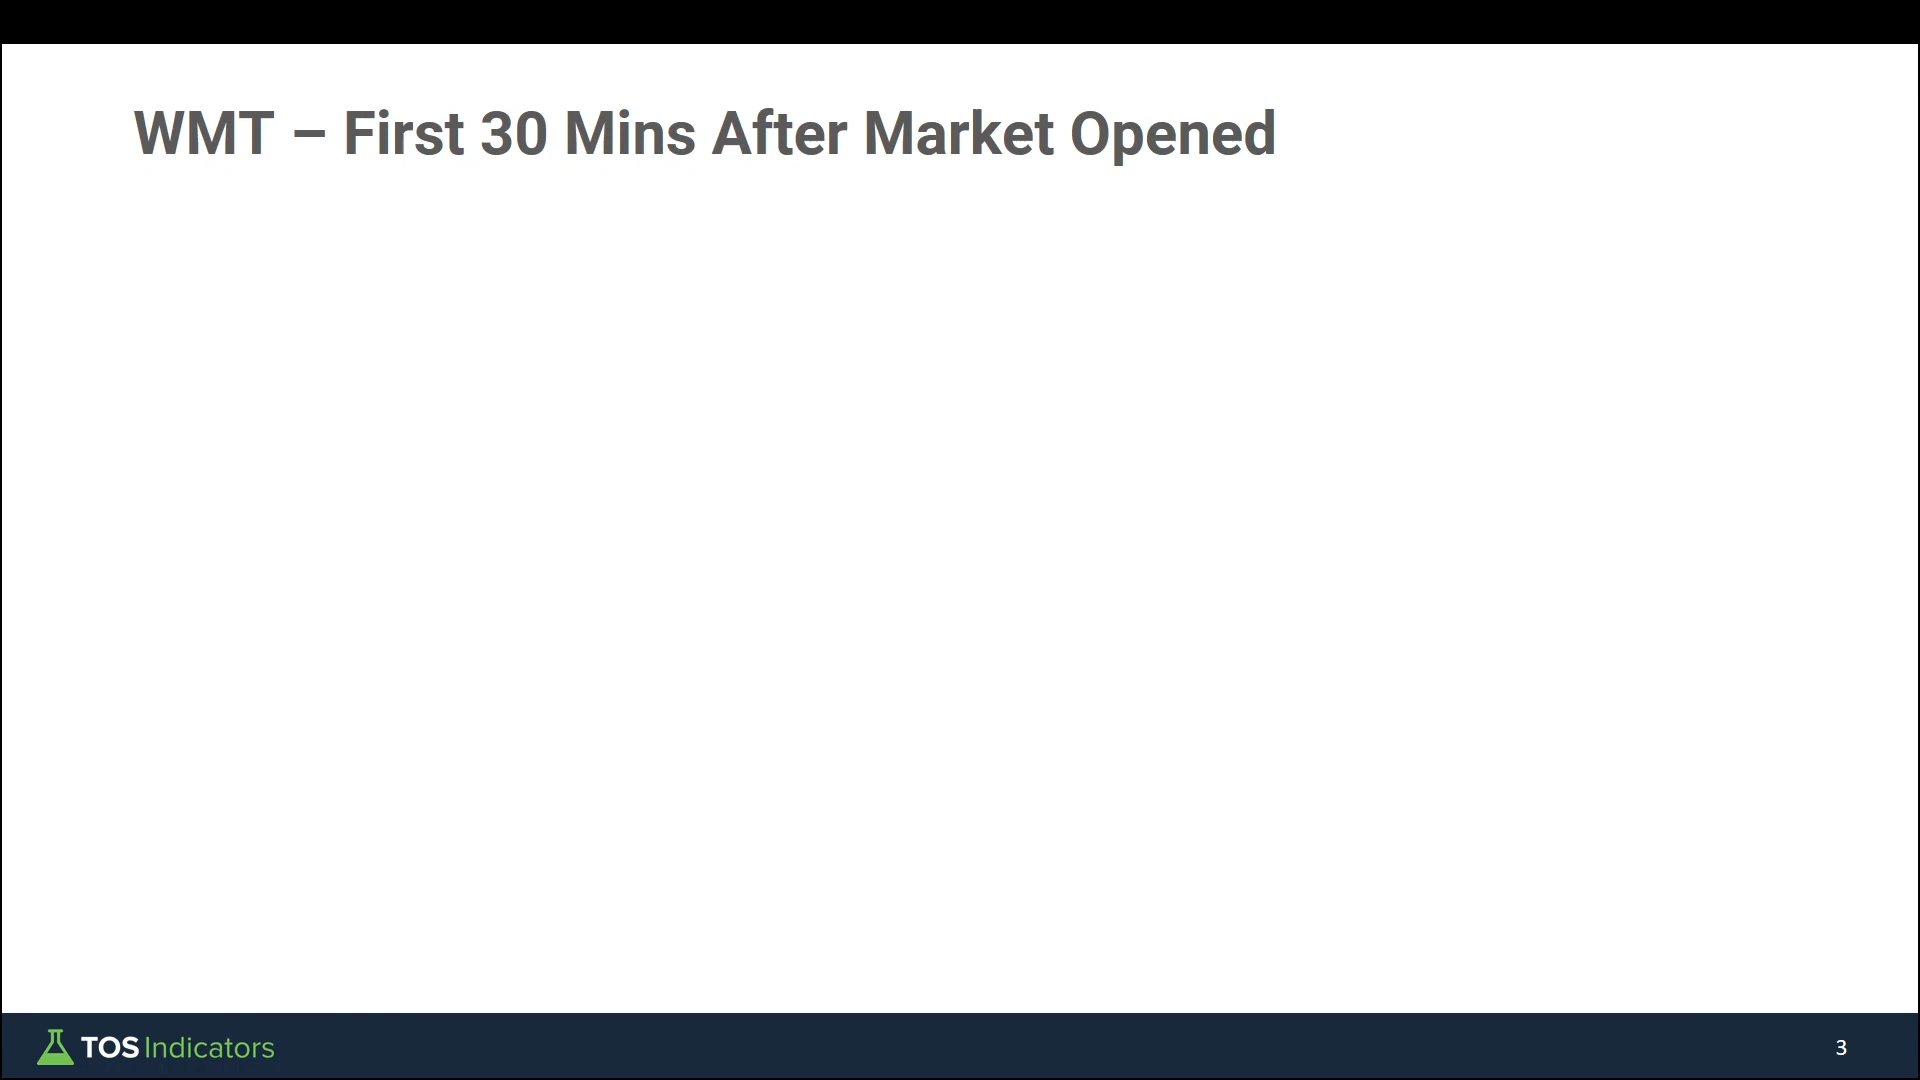 WMT – First 30 Mins After Market Opened
TOS Indicators
3